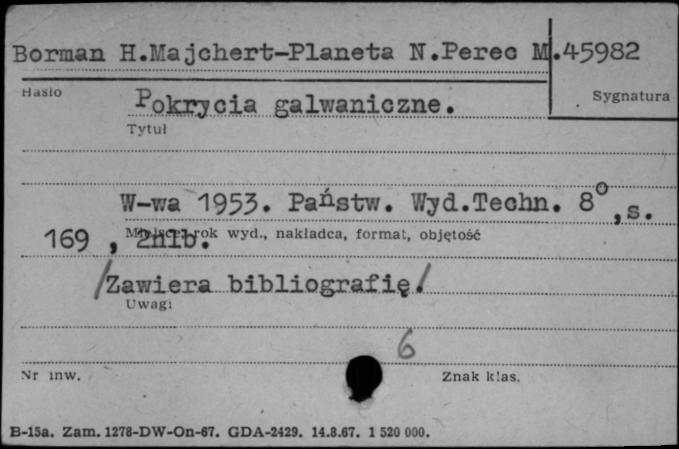 Borman H.Majchert-Planeta N.Perec M.45982
Hasło
Sygnatura
Pokrycia galwaniczne.
Tytuł
W-wa 1953. Państw. Wyd.Techn. 8°,s.
169 , 2nlb.
Miejsce, rok wyd., nakładca, format, objętość
/Zawiera bibliografię/
Uwagi
6
Nr inw.
Znak klas.
B-15a. Zam. 1278-DW-On-67. GDA-2429. 14.8.67. 1 520 000.